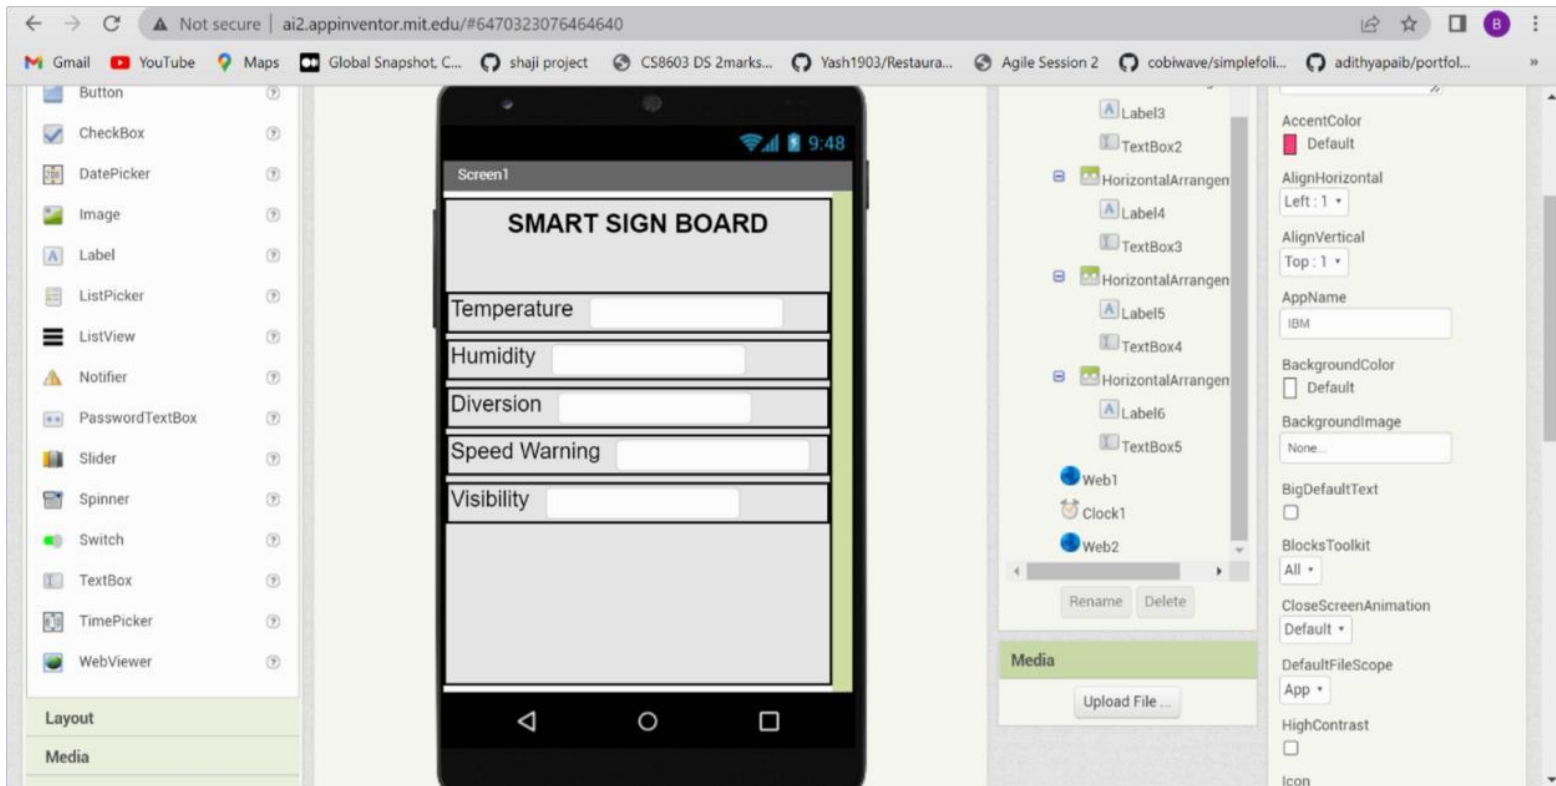 Not secure | ai2.appinventor.mit.edu/#6470323076464640
B
Gmail YouTube Maps Global Snapshot, C... shaji project CS8603 DS 2marks... Yash1903/Restaura... Agile Session 2 cobiwave/simplefoli... adithyapaib/portfol... »
Button
CheckBox
DatePicker
Image
Label
ListPicker
ListView
Notifier
PasswordTextBox
Slider
Spinner
Switch
TextBox
TimePicker
WebViewer
Layout
Media
9:48
Screen1
SMART SIGN BOARD
Temperature
Humidity
Diversion
Speed Warning
Visibility
Label3
TextBox2
HorizontalArrangen
Label4
TextBox3
HorizontalArrangen
Label5
TextBox4
HorizontalArrangen
Label6
TextBox5
Web1
Clock1
Web2
Rename Delete
Media
Upload File ...
AccentColor
Default
AlignHorizontal
Left : 1
AlignVertical
Top : 1
AppName
IBM
BackgroundColor
Default
BackgroundImage
None...
BigDefaultText
BlocksToolkit
All
CloseScreenAnimation
Default
DefaultFileScope
App
HighContrast
Icon